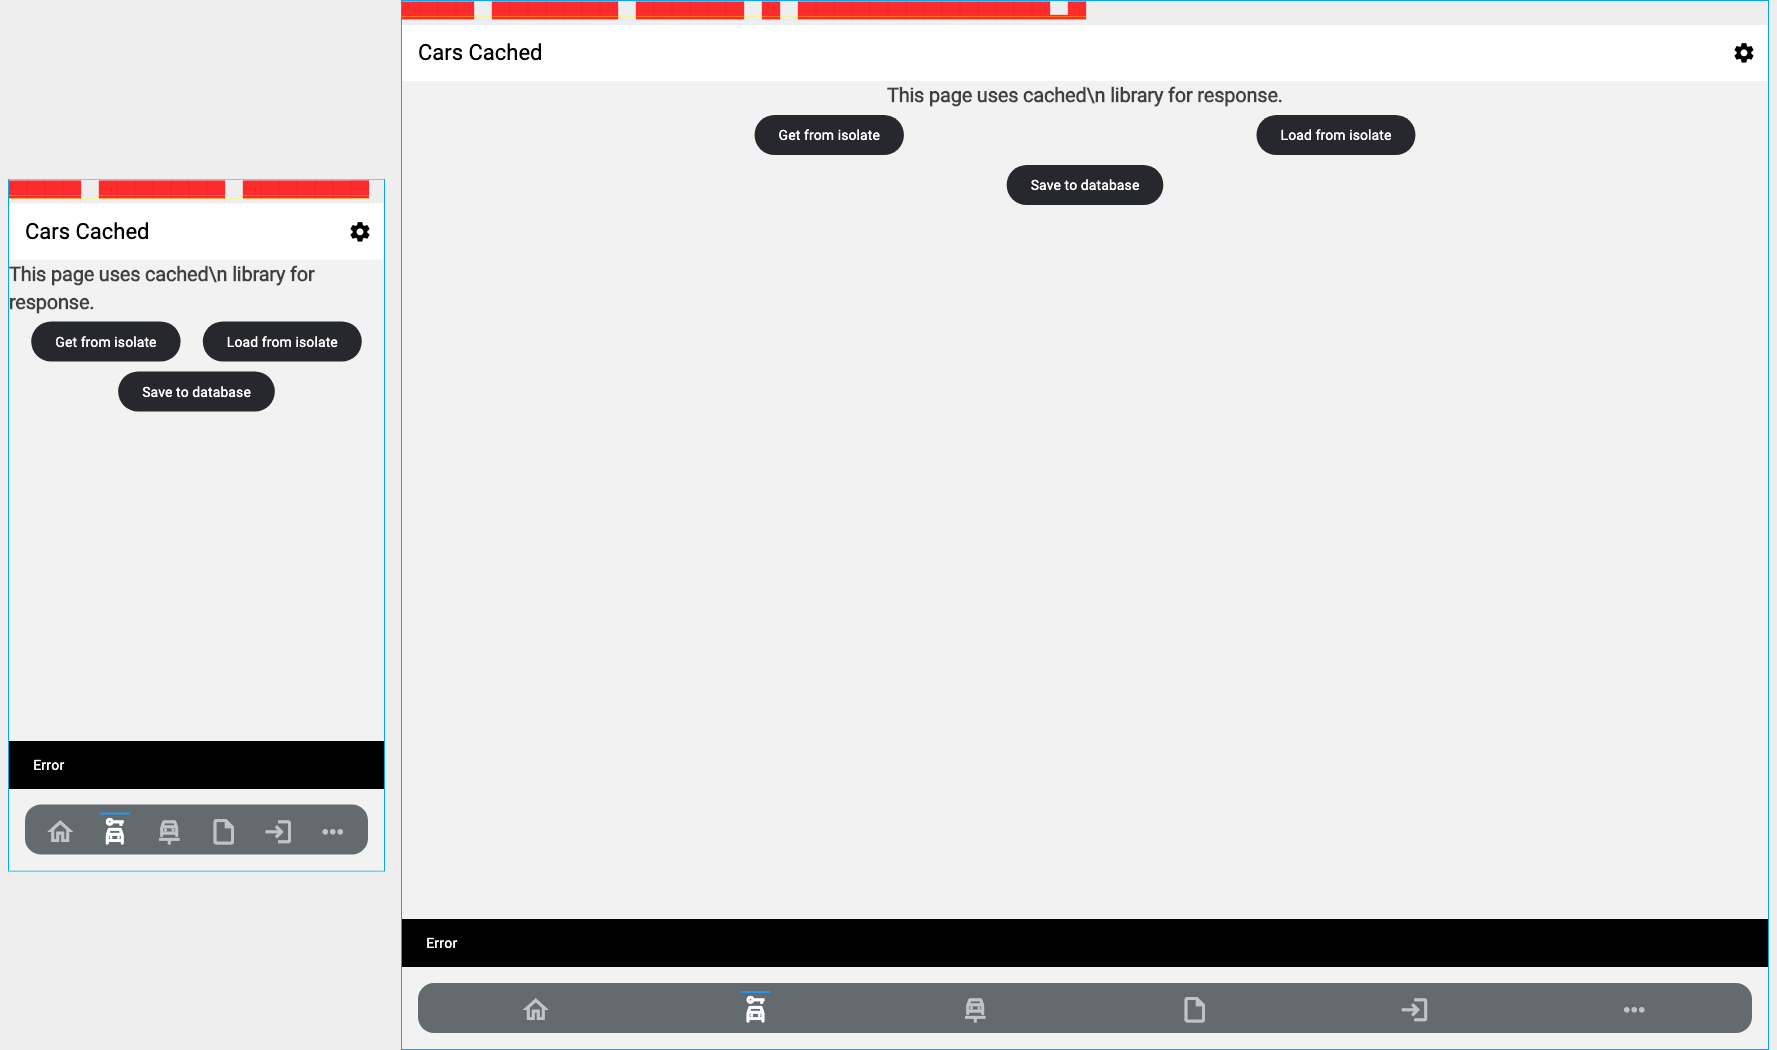 Cars Cached
This page uses cached\n library for
response.
Get from isolate
Load from isolate
Save to database
Error
Cars Cached
This page uses cached\n library for response.
Get from isolate
Load from isolate
Save to database
Error